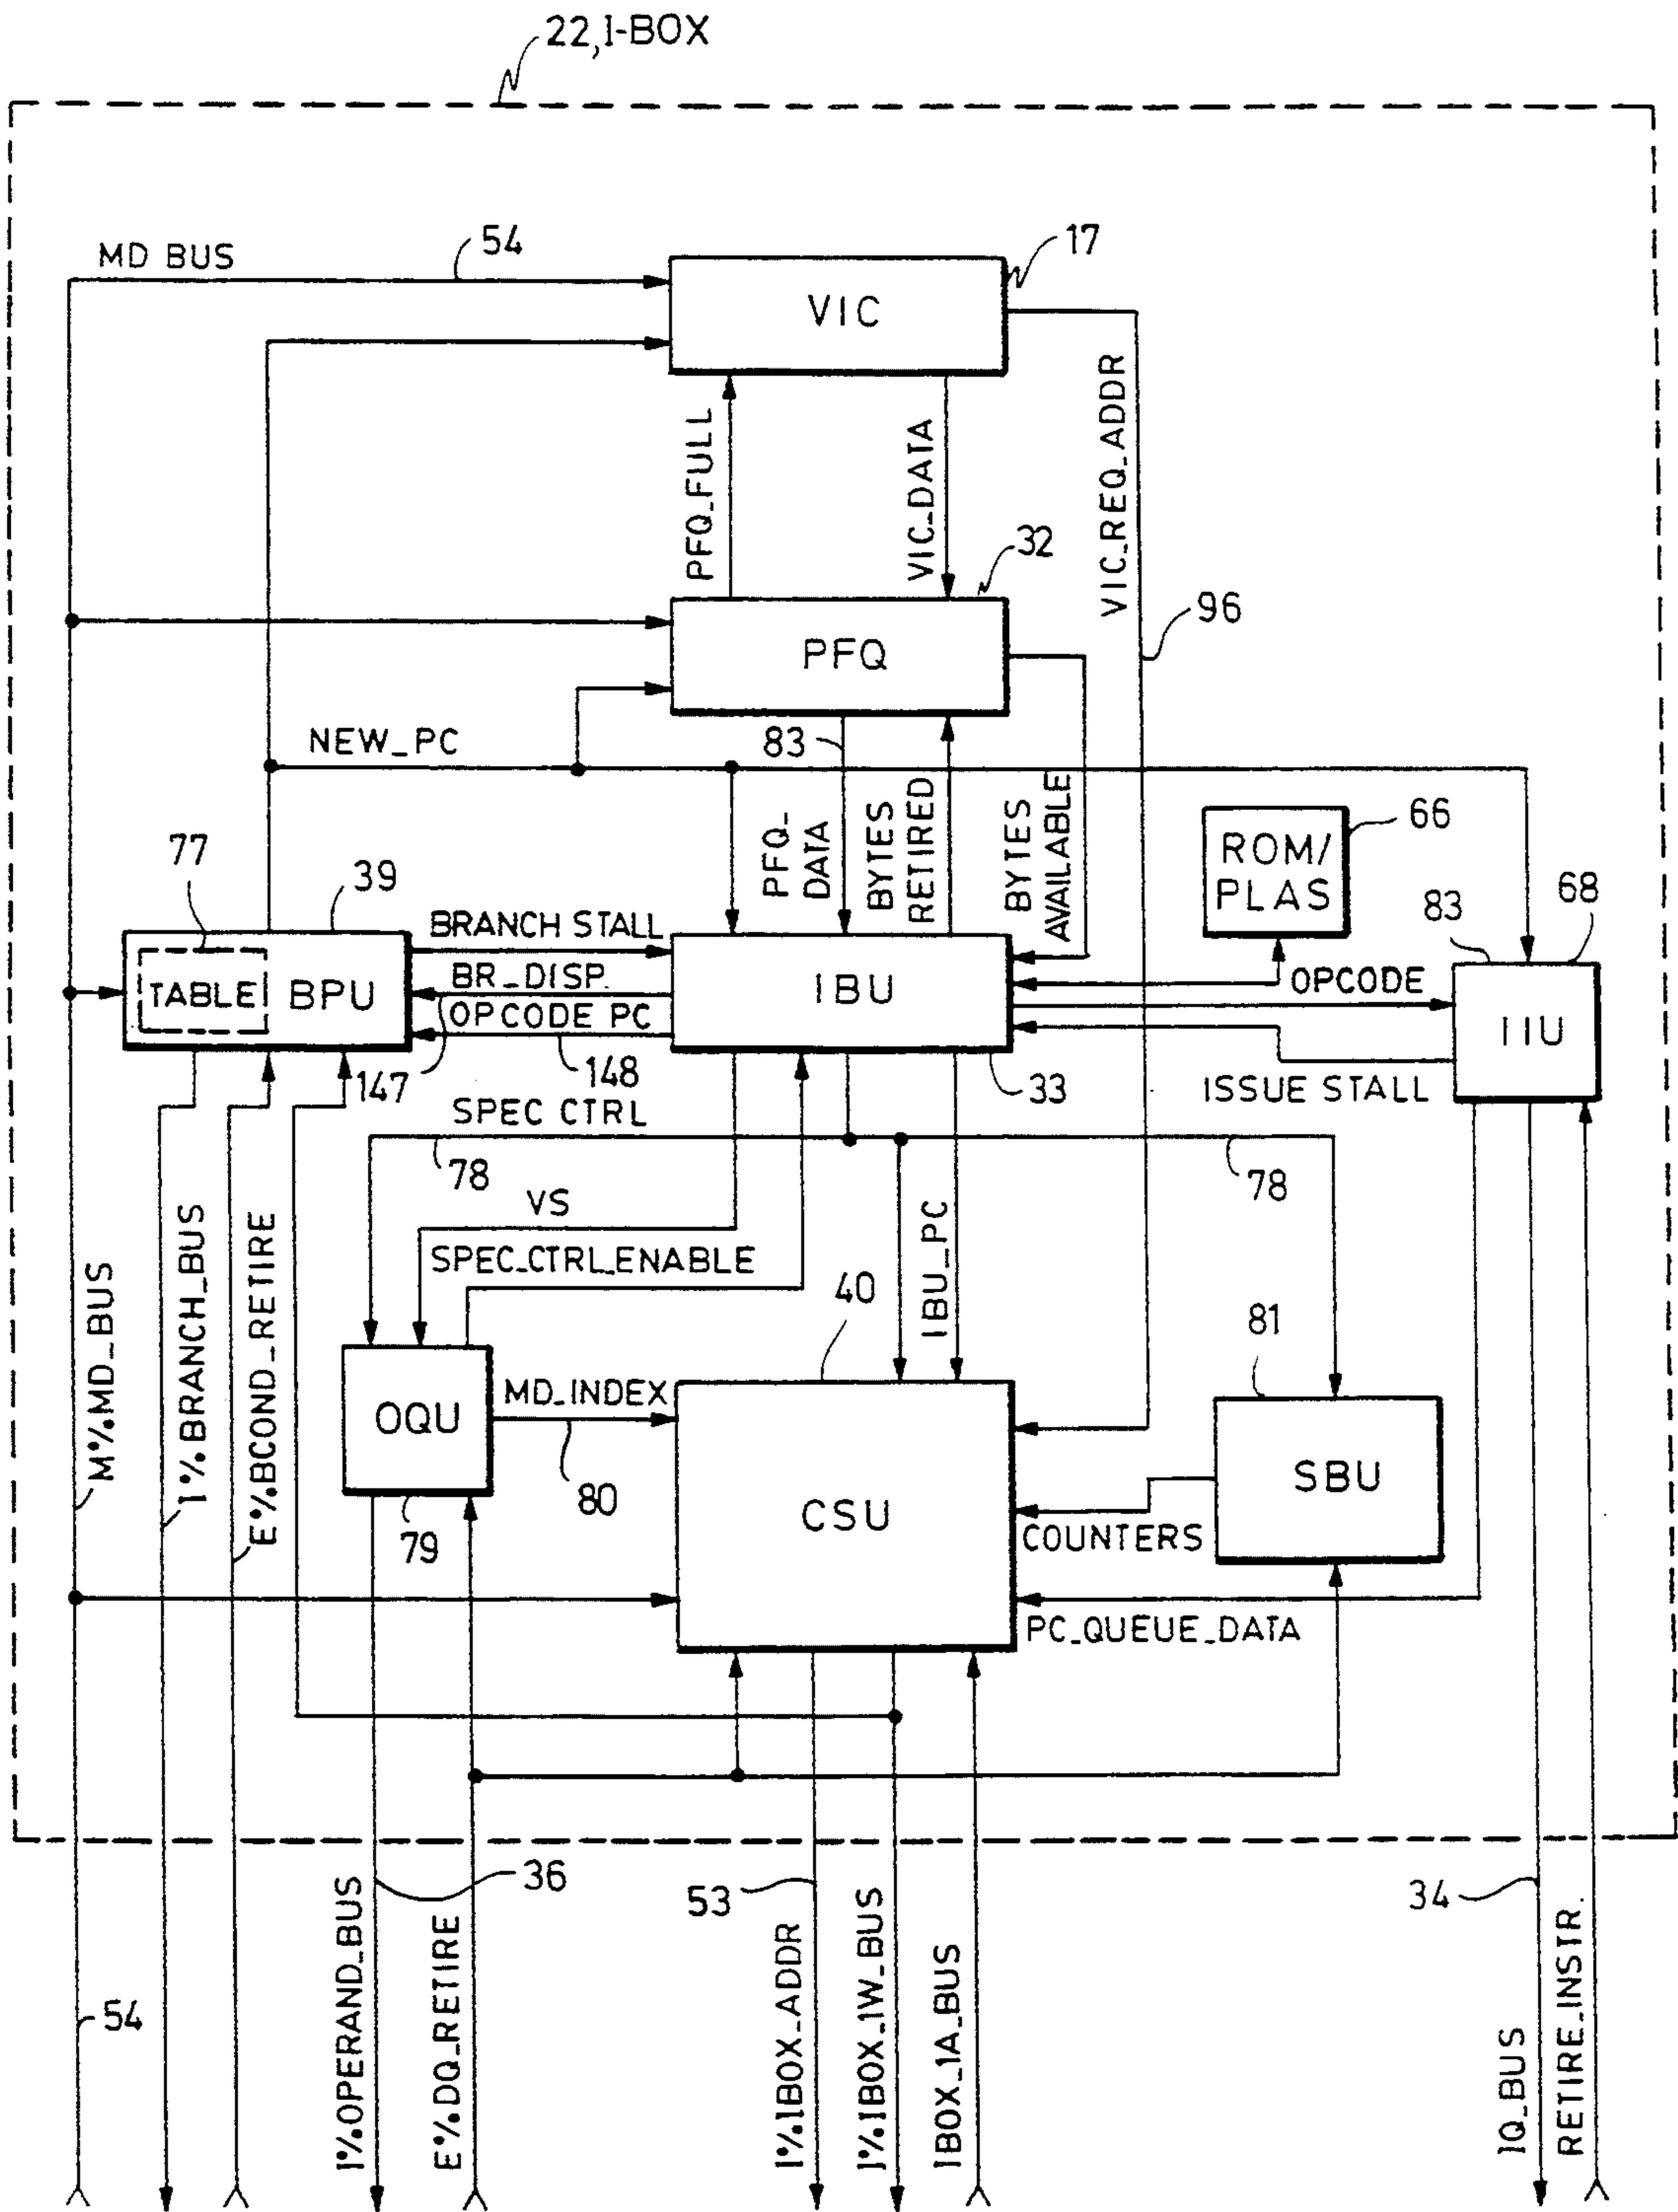 22,I-BOX
MD BUS
54
17
VIC
PFQ_FULL
VIC_DATA
VIC_REQ_ADDR
32
96
PFQ
NEW_PC
83
PFQ_
DATA
BYTES
RETIRED
BYTES
AVAILABLE
66
ROM/
PLAS
77
39
BRANCH STALL
83
68
TABLE
BPU
BR_DISP.
IBU
OPCODE
OPCODE PC
IIU
147
148
33
ISSUE STALL
SPEC CTRL
78
78
VS
SPEC_CTRL_ENABLE
IBU_PC
M%MD_BUS
I%BRANCH_BUS
E%BCOND_RETIRE
40
81
OQU
MD_INDEX
80
CSU
SBU
79
COUNTERS
PC_QUEUE_DATA
36
53
34
54
I%OPERAND_BUS
E%DQ_RETIRE
I%IBOX_ADDR
I%IBOX_IW_BUS
IBOX_IA_BUS
IQ_BUS
RETIRE_INSTR.